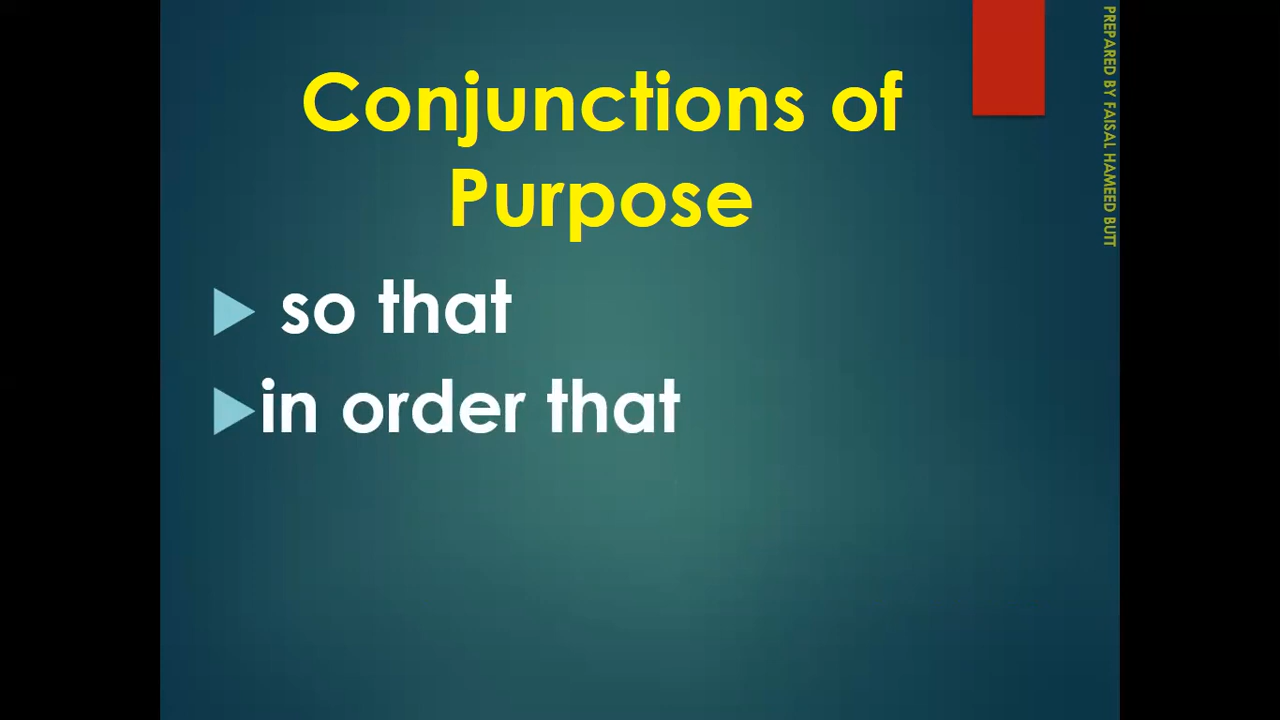 Conjunctions of
Purpose
so that
in order that
PREPARED BY FAISAL HAMEED BUTT